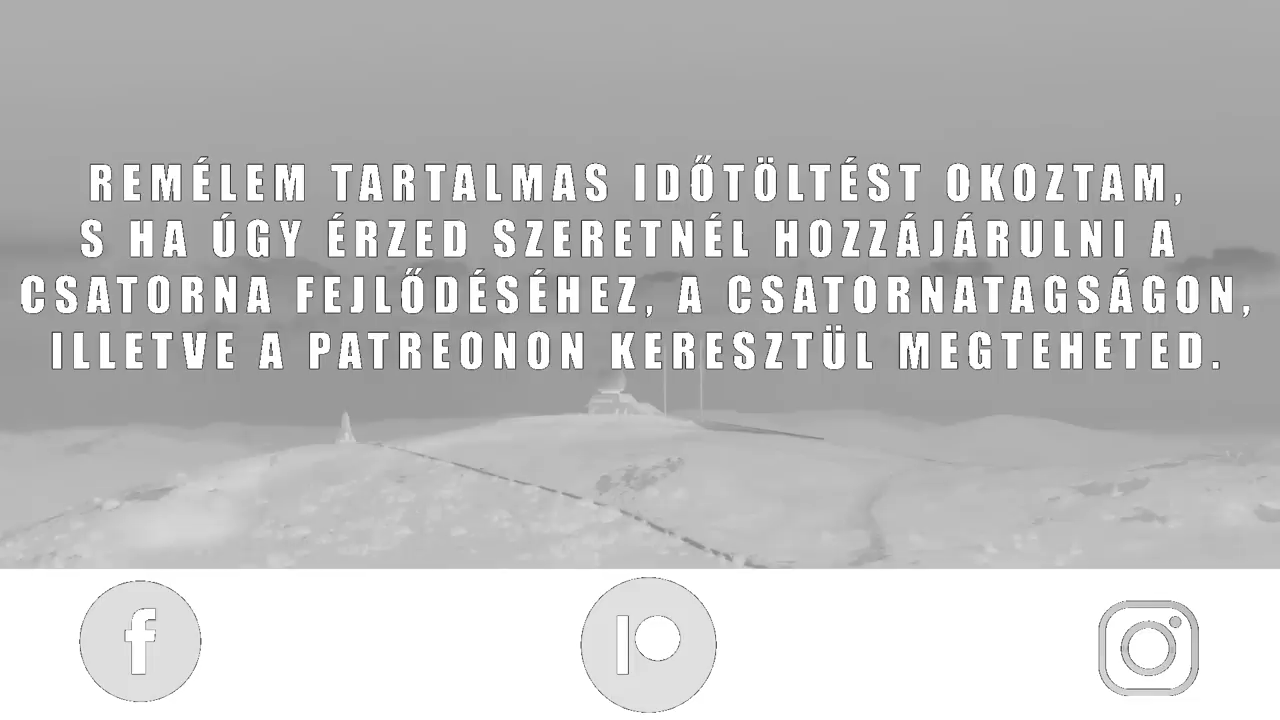 REMÉLEM TARTALMAS IDŐTÖLTÉST OKOZTAM,
S HA ÚGY ÉRZED SZERETNÉL HOZZÁJÁRULNI A
CSATORNA FEJLŐDÉSÉHEZ, A CSATORNATAGSÁGON,
ILLETVE A PATREONON KERESZTÜL MEGTEHETED.